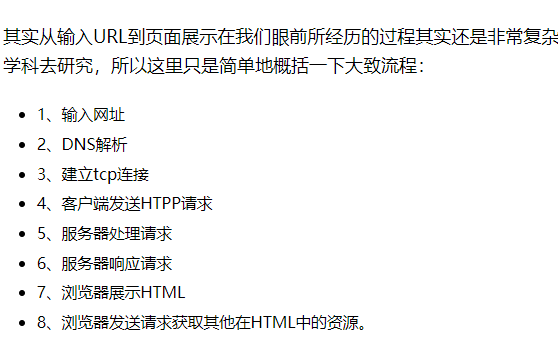 其实从输入URL到页面展示在我们眼前所经历的过程其实还是非常复杂
学科去研究，所以这里只是简单地概括一下大致流程：
1、输入网址
2、DNS解析
3、建立tcp连接
4、客户端发送HTPP请求
5、服务器处理请求
6、服务器响应请求
7、浏览器展示HTML
8、浏览器发送请求获取其他在HTML中的资源。